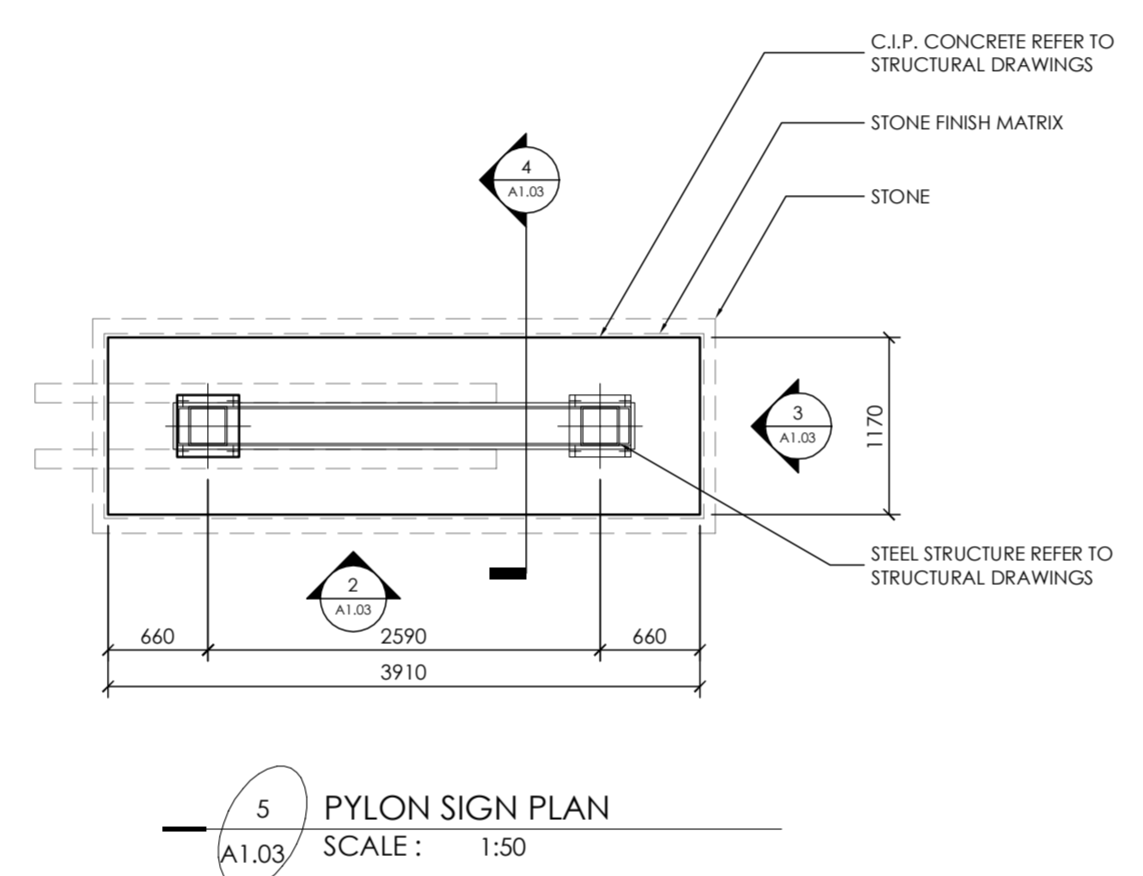 C.I.P. CONCRETE REFER TO
STRUCTURAL DRAWINGS
STONE FINISH MATRIX
STONE
4
A1.03
3
A1.03
1170
STEEL STRUCTURE REFER TO
STRUCTURAL DRAWINGS
2
A1.03
660
2590
660
3910
5
A1.03
PYLON SIGN PLAN
SCALE : 1:50